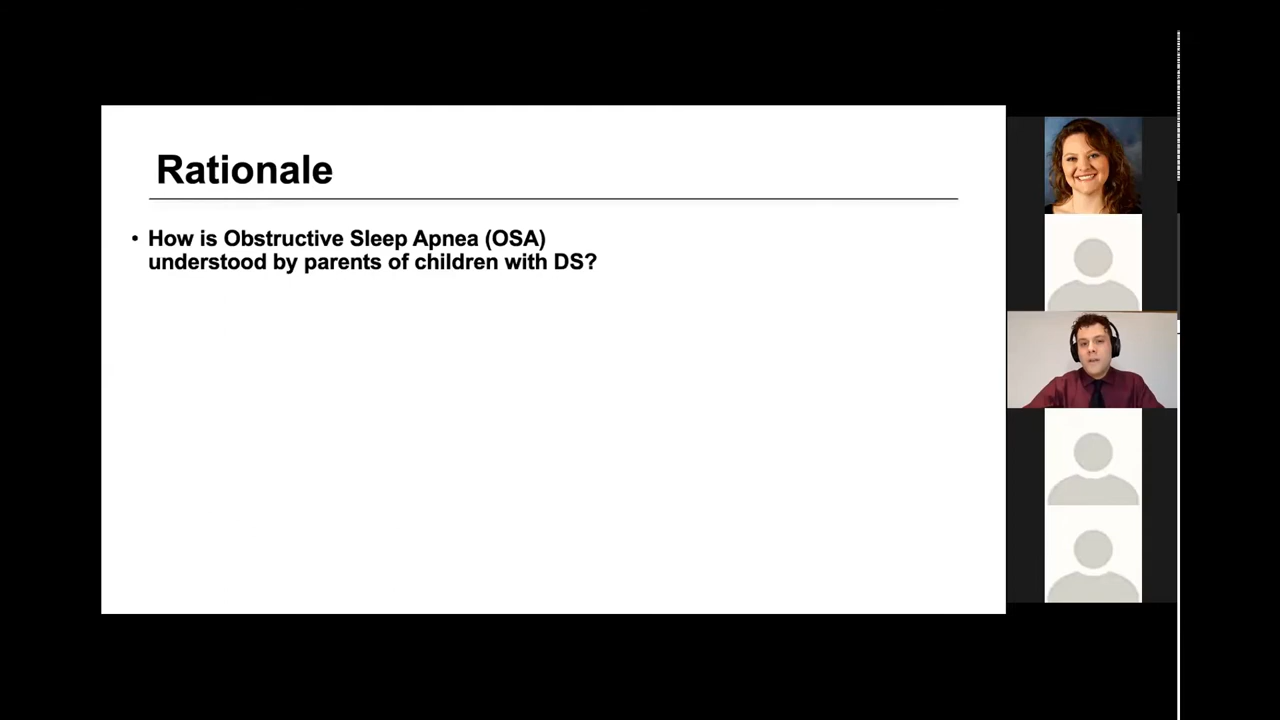 Rationale
• How is Obstructive Sleep Apnea (OSA)
understood by parents of children with DS?